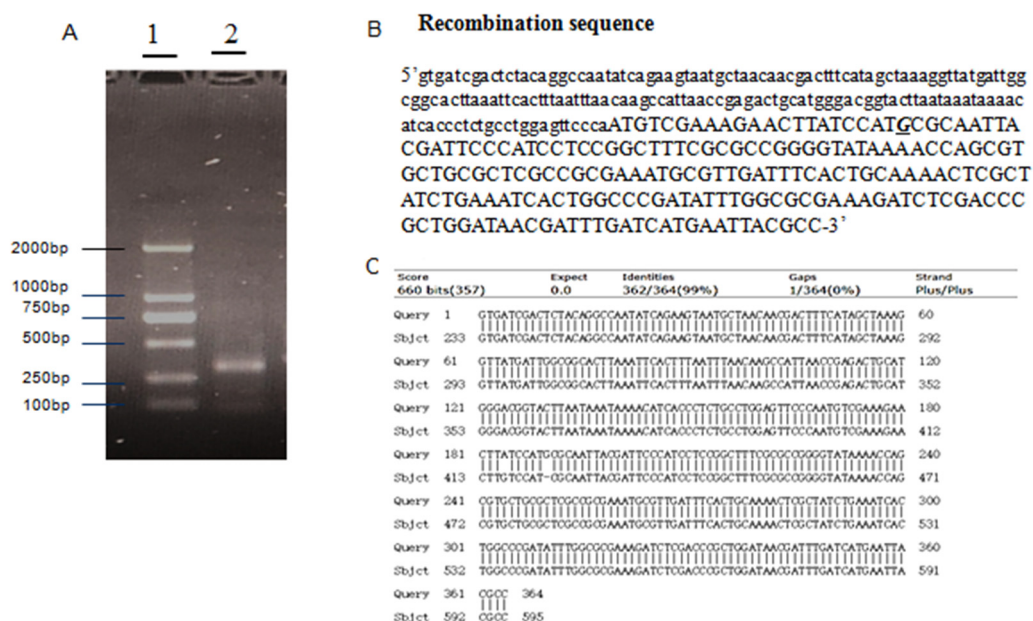 A
1
2
2000bp
1000bp
750bp
500bp
250bp
100bp
B
Recombination sequence
5’gtgatcgactctacaggccaatatcagaagtaatgctaacaacgactttcatagctaaaggttatgattgg
cggcacttaaattcactttaatttaacaagccattaaccgagactgcatgggacggtacttaataaataaaac
atcaccctctgcctggagttcccaATGTCGAAAGAACTTATCCATGCGCAATTA
CGATTCCCATCCTCCGGCTTTCGCGCCGGGGTATAAAACCAGCGT
GCTGCGCTCGCCGCGAAATGCGTTGATTTCACTGCAAAACTCGCT
ATCTGAAATCACTGGCCCGATATTTGGCGCGAAAGATCTCGACCC
GCTGGATAACGATTTGATCATGAATTACGCC-3’
C
Score Expect Identities Gaps Strand
660 bits(357) 0.0 362/364(99%) 1/364(0%) Plus/Plus
Query 1 GTGATCGACTCTACAGGCCAATATCAGAAGTAATGCTAACAACGACTTTCATAGCTAAAG 60
Sbjct 233 GTGATCGACTCTACAGGCCAATATCAGAAGTAATGCTAACAACGACTTTCATAGCTAAAG 292
Query 61 GTTATGATTGGCGGCACTTAAATTCACTTTAATTTAACAAGCCATTAACCGAGACTGCAT 120
Sbjct 293 GTTATGATTGGCGGCACTTAAATTCACTTTAATTTAACAAGCCATTAACCGAGACTGCAT 352
Query 121 GGGACGGTACTTAATAAATAAAACATCACCCTCTGCCTGGAGTTCCCAATGTCGAAAGAA 180
Sbjct 353 GGGACGGTACTTAATAAATAAAACATCACCCTCTGCCTGGAGTTCCCAATGTCGAAAGAA 412
Query 181 CTTATCCATGCGCAATTACGATTCCCATCCTCCGGCTTTCGCGCCGGGGTATAAAACCAG 240
Sbjct 413 CTTGTCCAT-CGCAATTACGATTCCCATCCTCCGGCTTTCGCGCCGGGGTATAAAACCAG 471
Query 241 CGTGCTGCGCTCGCCGCGAAATGCGTTGATTTCACTGCAAAACTCGCTATCTGAAATCAC 300
Sbjct 472 CGTGCTGCGCTCGCCGCGAAATGCGTTGATTTCACTGCAAAACTCGCTATCTGAAATCAC 531
Query 301 TGGCCCGATATTTGGCGCGAAAGATCTCGACCCGCTGGATAACGATTTGATCATGAATTA 360
Sbjct 532 TGGCCCGATATTTGGCGCGAAAGATCTCGACCCGCTGGATAACGATTTGATCATGAATTA 591
Query 361 CGCC 364
Sbjct 592 CGCC 595